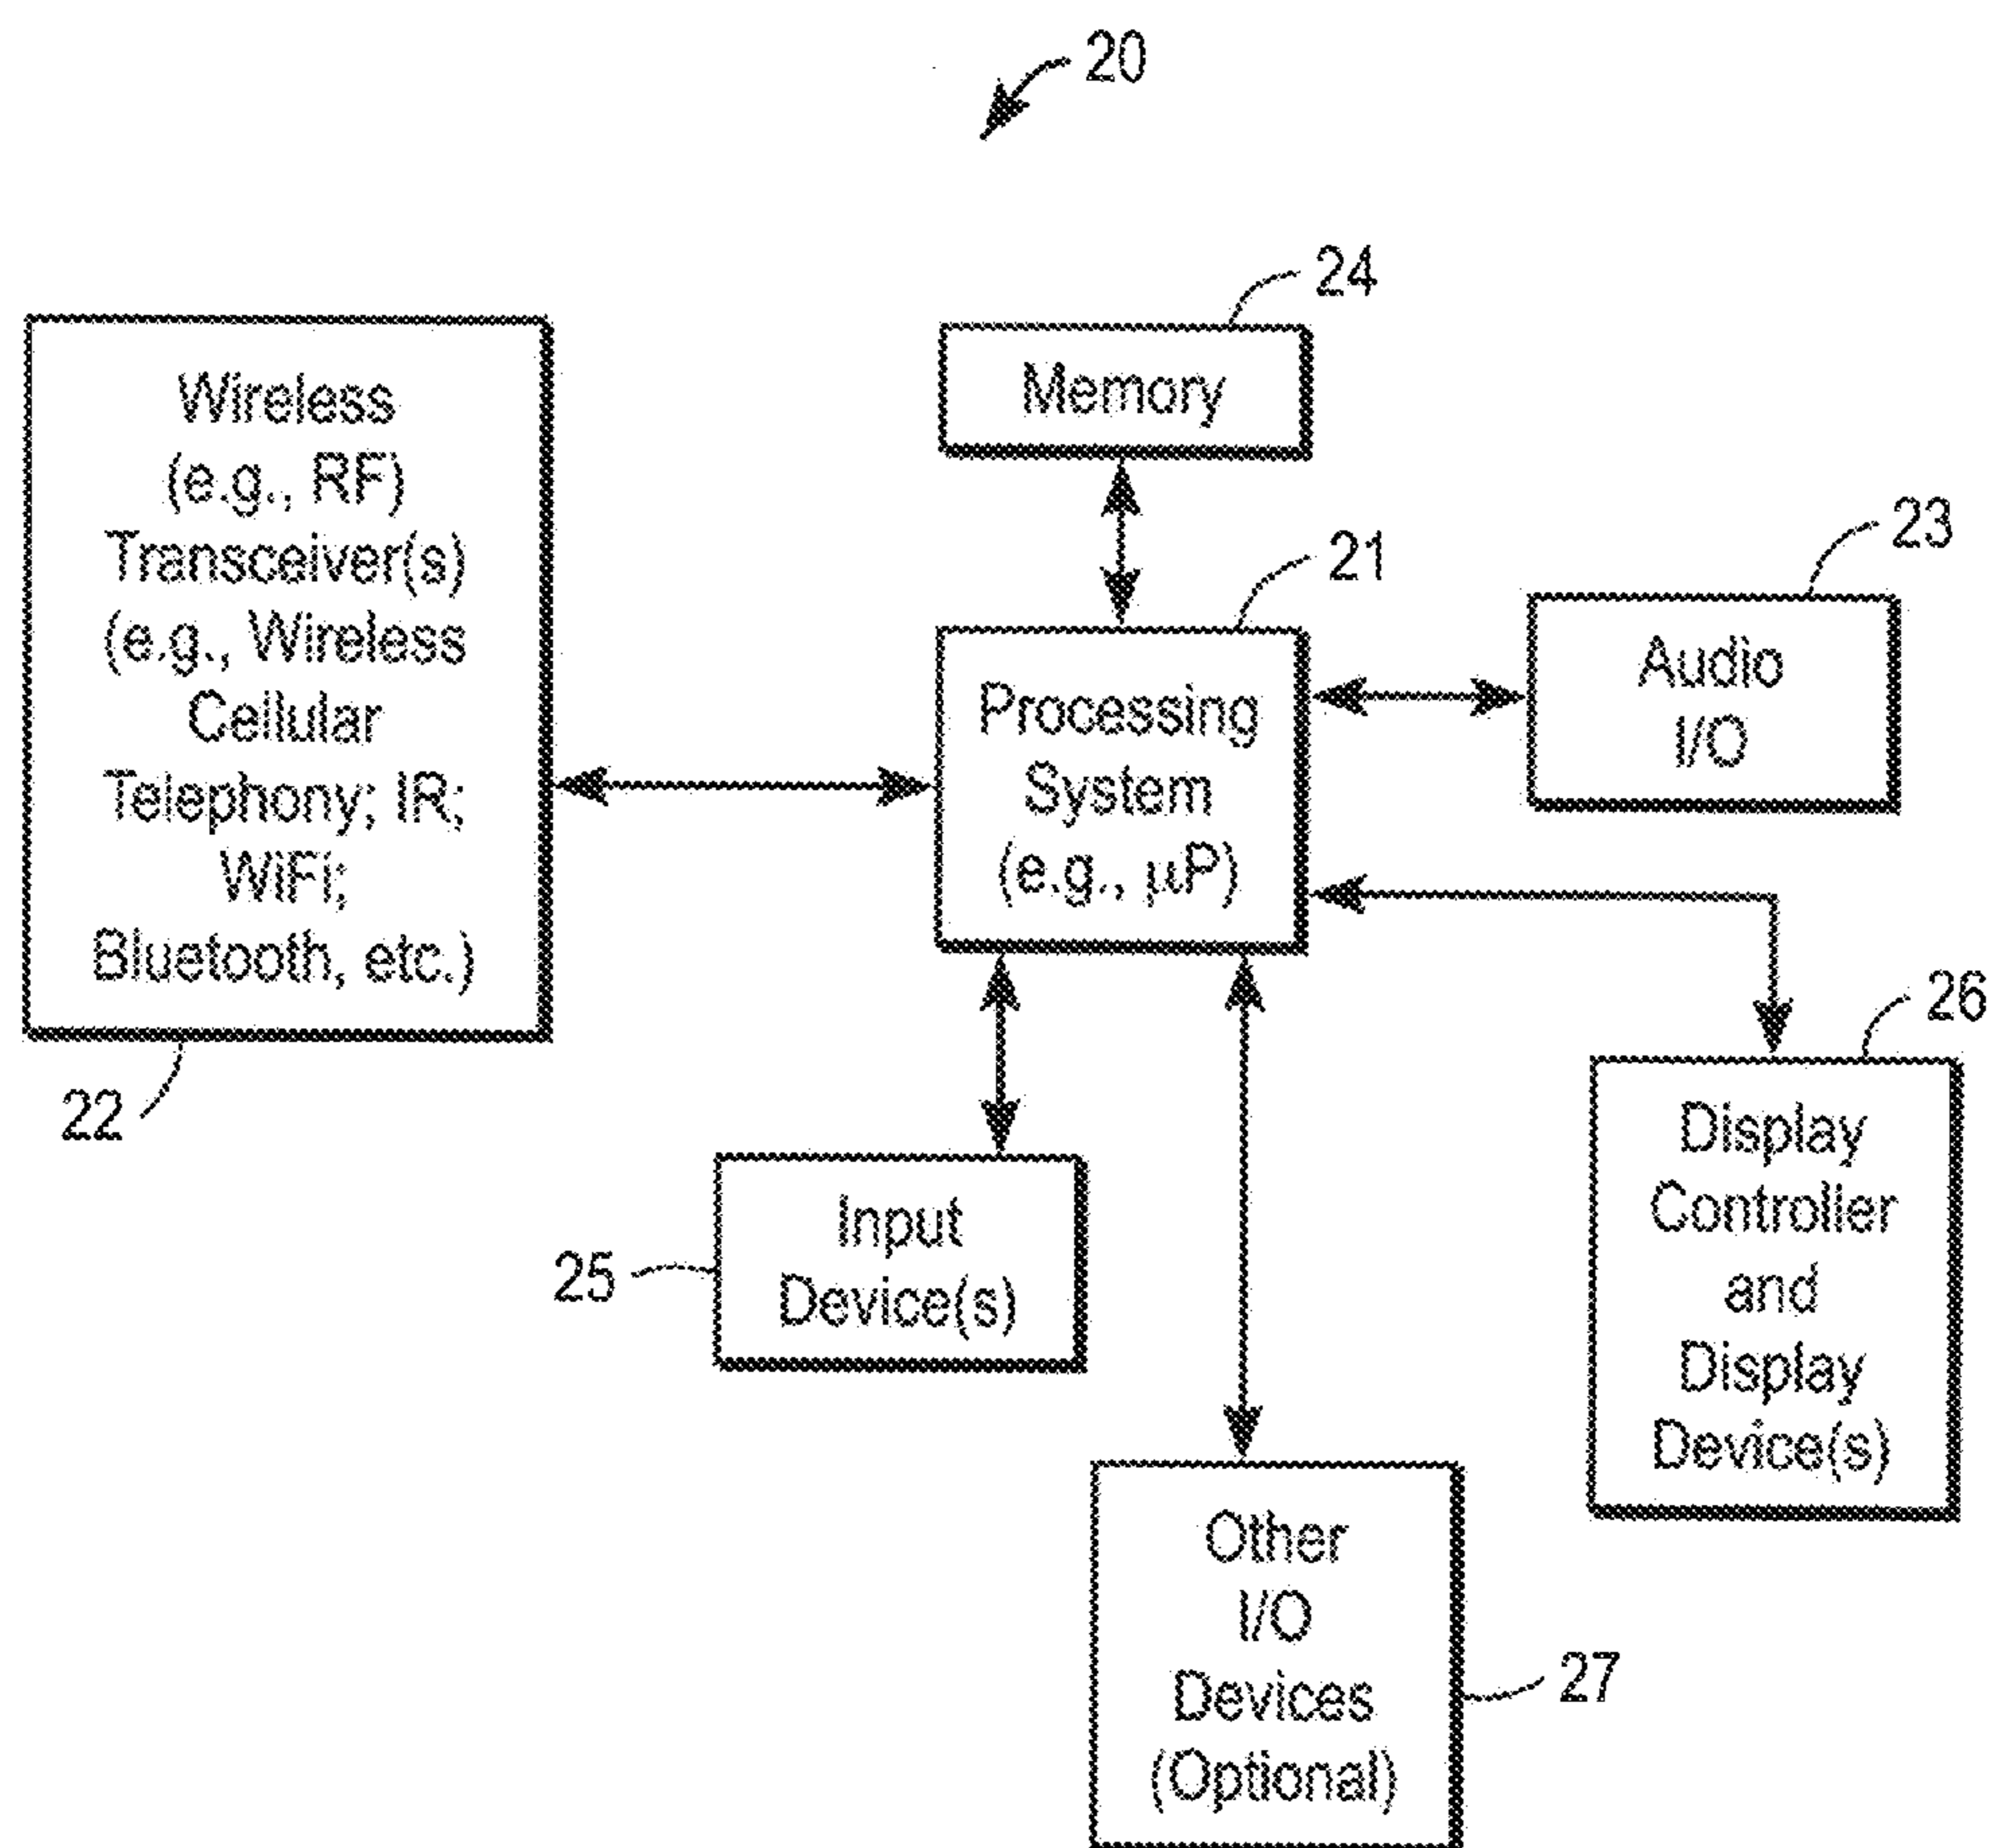 20
24
Memory
Wireless
(e.g., RF)
Transceiver(s)
(e.g., Wireless
Cellular
Telephony; IR;
WiFi;
Bluetooth, etc.)
22
21
Processing
System
(e.g., μP)
23
Audio
I/O
26
Display
Controller
and
Display
Device(s)
25
Input
Device(s)
Other
I/O
Devices
(Optional)
27